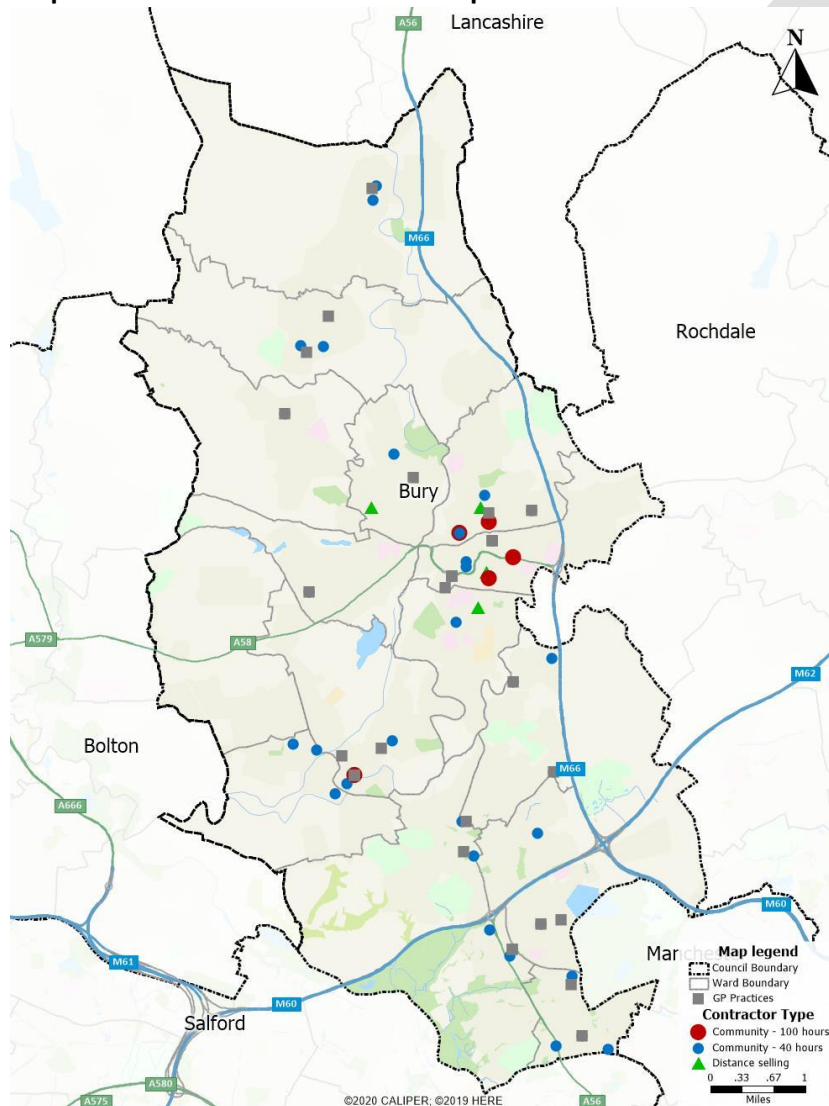 A56
Lancashire
N
M66
Rochdale
Bury
A579
A58
M62
Bolton
M66
A666
M60
M61
Map legend
Council Boundary
Ward Boundary
GP Practices
M60
Salford
Contractor Type
Community - 100 hours
Community - 40 hours
Distance selling
0 .33 .67 1
Miles
A580
A575
©2020 CALIPER; ©2019 HERE
A56